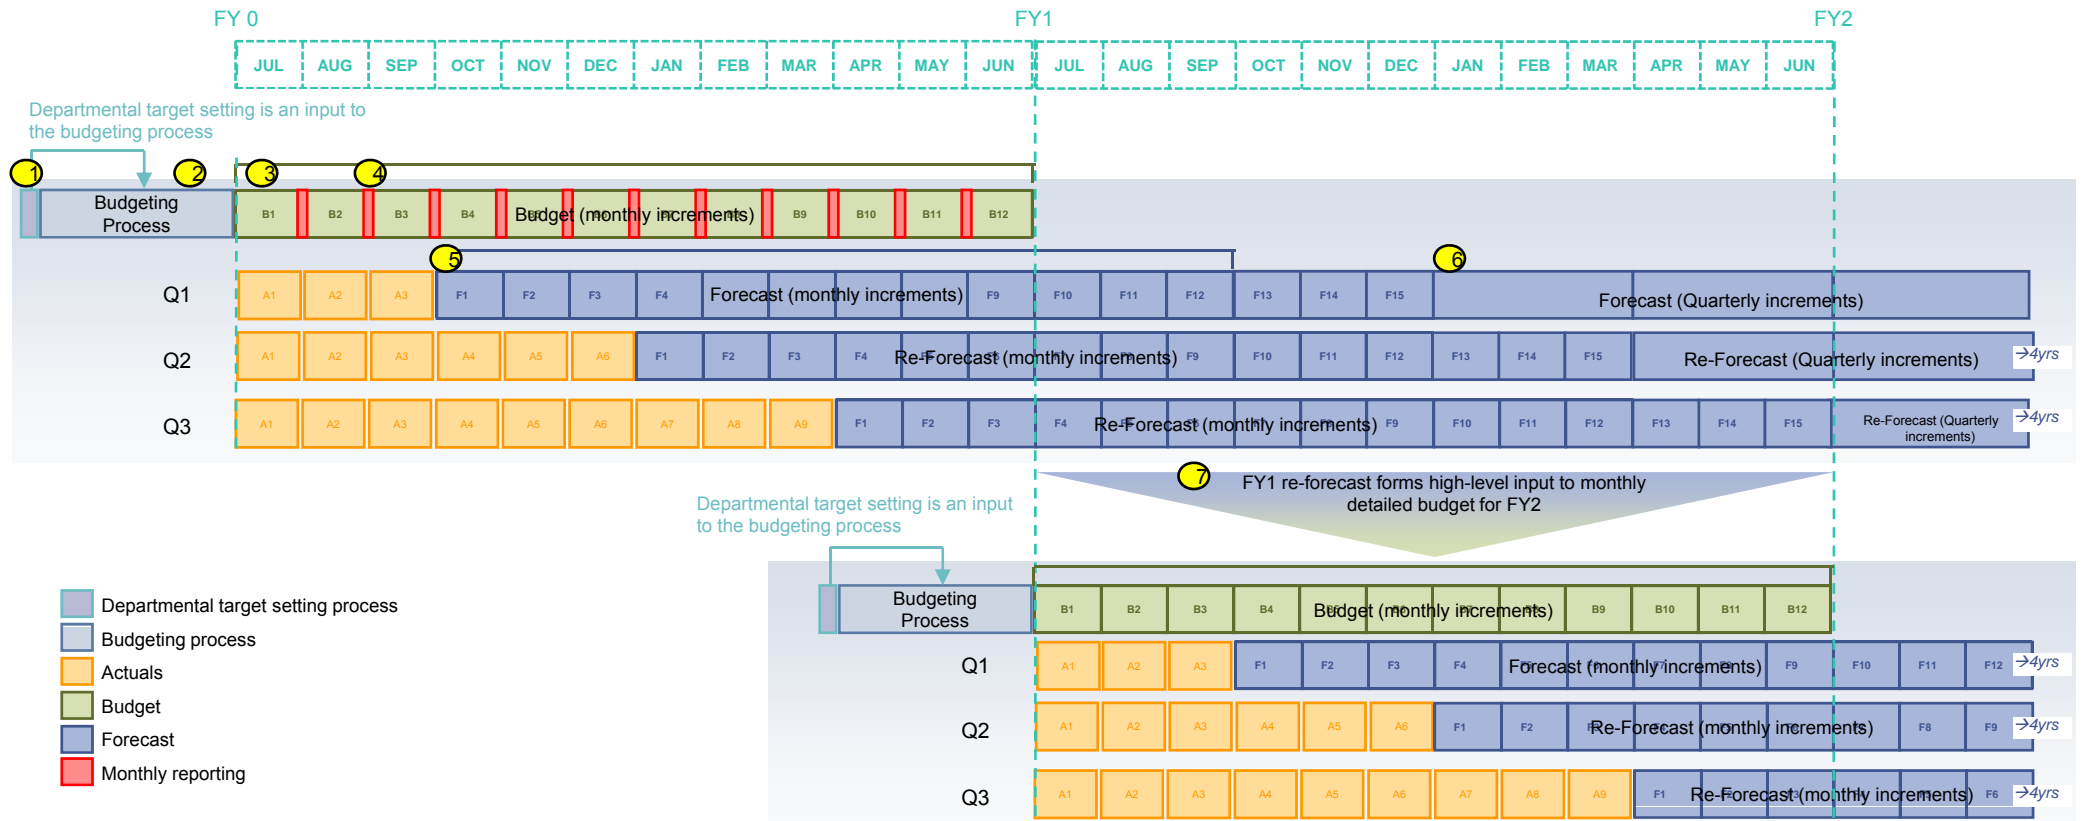 FY 0 FY1 FY2
JUL AUG SEP OCT NOV DEC JAN FEB MAR APR MAY JUN JUL AUG SEP OCT NOV DEC JAN FEB MAR APR MAY JUN
Departmental target setting is an input to
the budgeting process
1 2 3 4
Budgeting
Process
B1 B2 B3 B4 B9 B10 B11 B12
Budget (monthly increments)
5 6
Q1 A1 A2 A3 F1 F2 F3 F4 F9 F10 F11 F12 F13 F14 F15
Forecast (monthly increments)
Forecast (Quarterly increments)
Q2 A1 A2 A3 A4 A5 A6 F1 F2 F3 F4 F9 F10 F11 F12 F13 F14 F15
Re-Forecast (monthly increments)
Re-Forecast (Quarterly increments)
→4yrs
Q3 A1 A2 A3 A4 A5 A6 A7 A8 A9 F1 F2 F3 F4 F9 F10 F11 F12 F13 F14 F15
Re-Forecast (monthly increments)
Re-Forecast (Quarterly
increments)
→4yrs
7
FY1 re-forecast forms high-level input to monthly
detailed budget for FY2
Departmental target setting is an input
to the budgeting process
Budgeting
Process
B1 B2 B3 B4 B9 B10 B11 B12
Budget (monthly increments)
Q1 A1 A2 A3 F1 F2 F3 F4 F9 F10 F11 F12
Forecast (monthly increments)
→4yrs
Q2 A1 A2 A3 A4 A5 A6 F1 F2 F8 F9
Re-Forecast (monthly increments)
→4yrs
Q3 A1 A2 A3 A4 A5 A6 A7 A8 A9 F1 F6
Re-Forecast (monthly increments)
→4yrs
Departmental target setting process
Budgeting process
Actuals
Budget
Forecast
Monthly reporting